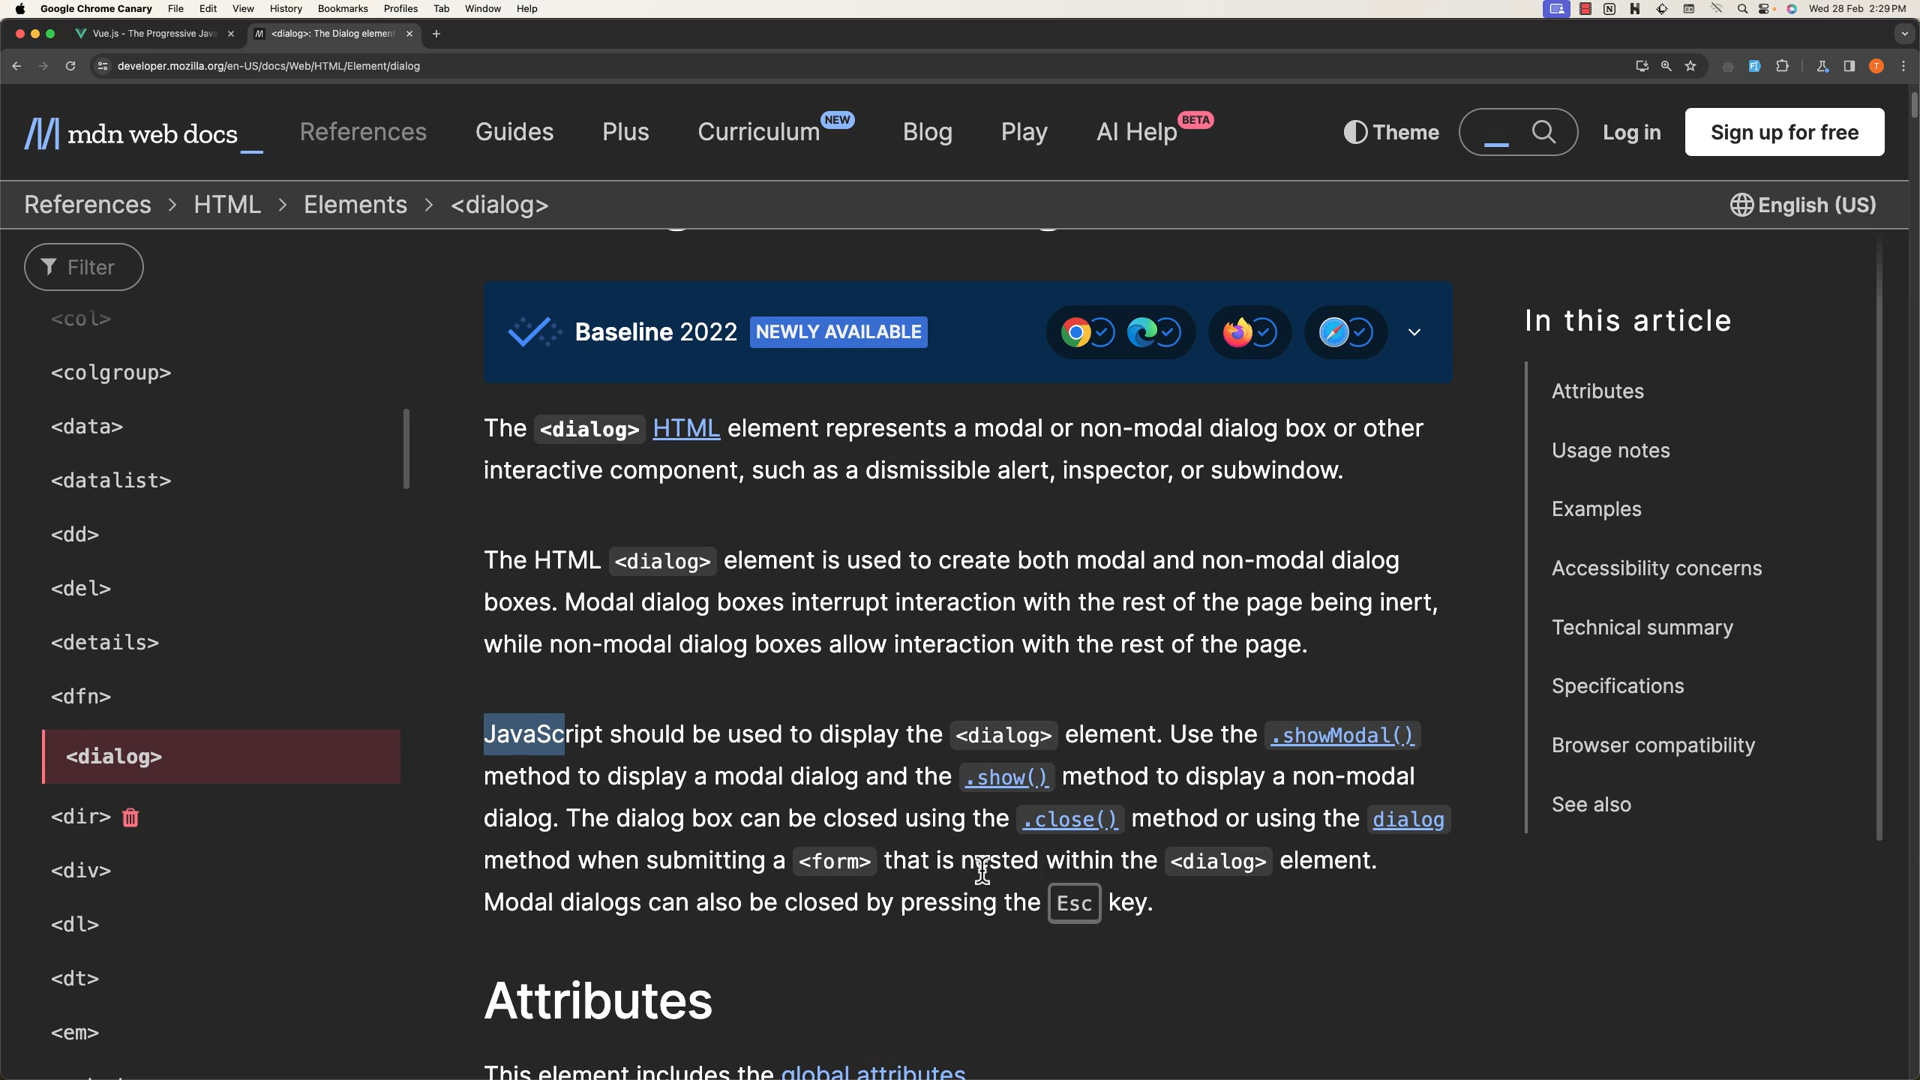 Google Chrome Canary File Edit View History Bookmarks Profiles Tab Window Help Wed 28 Feb 2:29 PM
Vue.js - The Progressive Java <dialog>: The Dialog element
developer.mozilla.org/en-US/docs/Web/HTML/Element/dialog T
mdn web docs References Guides Plus Curriculum NEW Blog Play AI Help BETA Theme Log in Sign up for free
References > HTML > Elements > <dialog> English (US)
Filter
<col>
<colgroup>
<data>
<datalist>
<dd>
<del>
<details>
<dfn>
<dialog>
<dir>
<div>
<dl>
<dt>
<em>
Baseline 2022 NEWLY AVAILABLE
The <dialog> HTML element represents a modal or non-modal dialog box or other
interactive component, such as a dismissible alert, inspector, or subwindow.
The HTML <dialog> element is used to create both modal and non-modal dialog
boxes. Modal dialog boxes interrupt interaction with the rest of the page being inert,
while non-modal dialog boxes allow interaction with the rest of the page.
JavaScript should be used to display the <dialog> element. Use the .showModal()
method to display a modal dialog and the .show() method to display a non-modal
dialog. The dialog box can be closed using the .close() method or using the dialog
method when submitting a <form> that is nested within the <dialog> element.
Modal dialogs can also be closed by pressing the Esc key.
Attributes
This element includes the global attributes
In this article
Attributes
Usage notes
Examples
Accessibility concerns
Technical summary
Specifications
Browser compatibility
See also